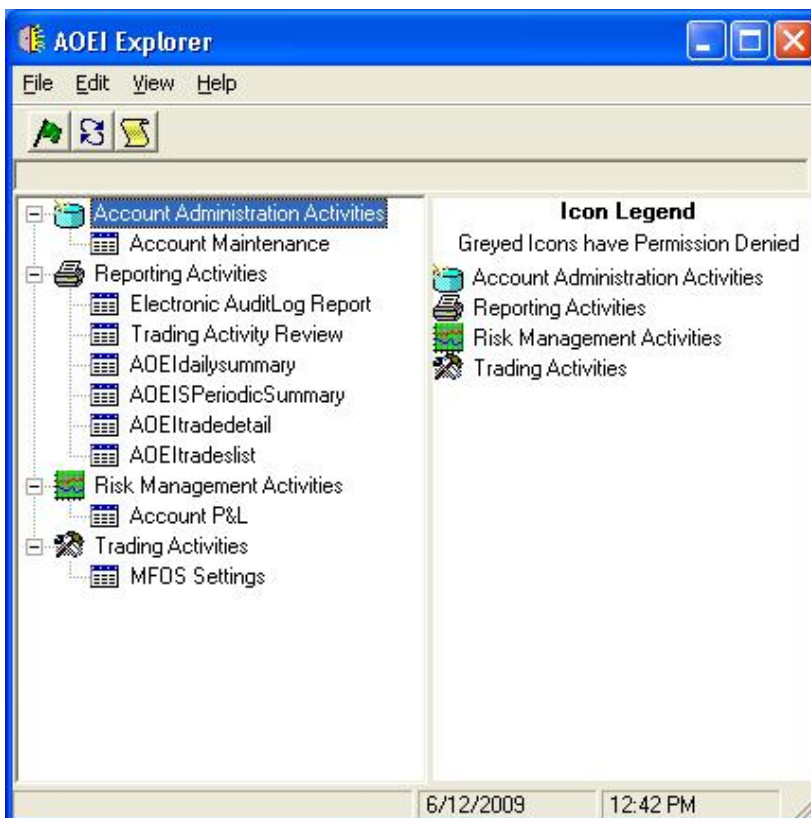 AOEI Explorer
File Edit View Help
Account Administration Activities
Account Maintenance
Reporting Activities
Electronic AuditLog Report
Trading Activity Review
AOEIdailysummary
AOEISPeriodicSummary
AOEItradedetail
AOEItradeslist
Risk Management Activities
Account P&L
Trading Activities
MFOS Settings
Icon Legend
Greyed Icons have Permission Denied
Account Administration Activities
Reporting Activities
Risk Management Activities
Trading Activities
6/12/2009 12:42 PM